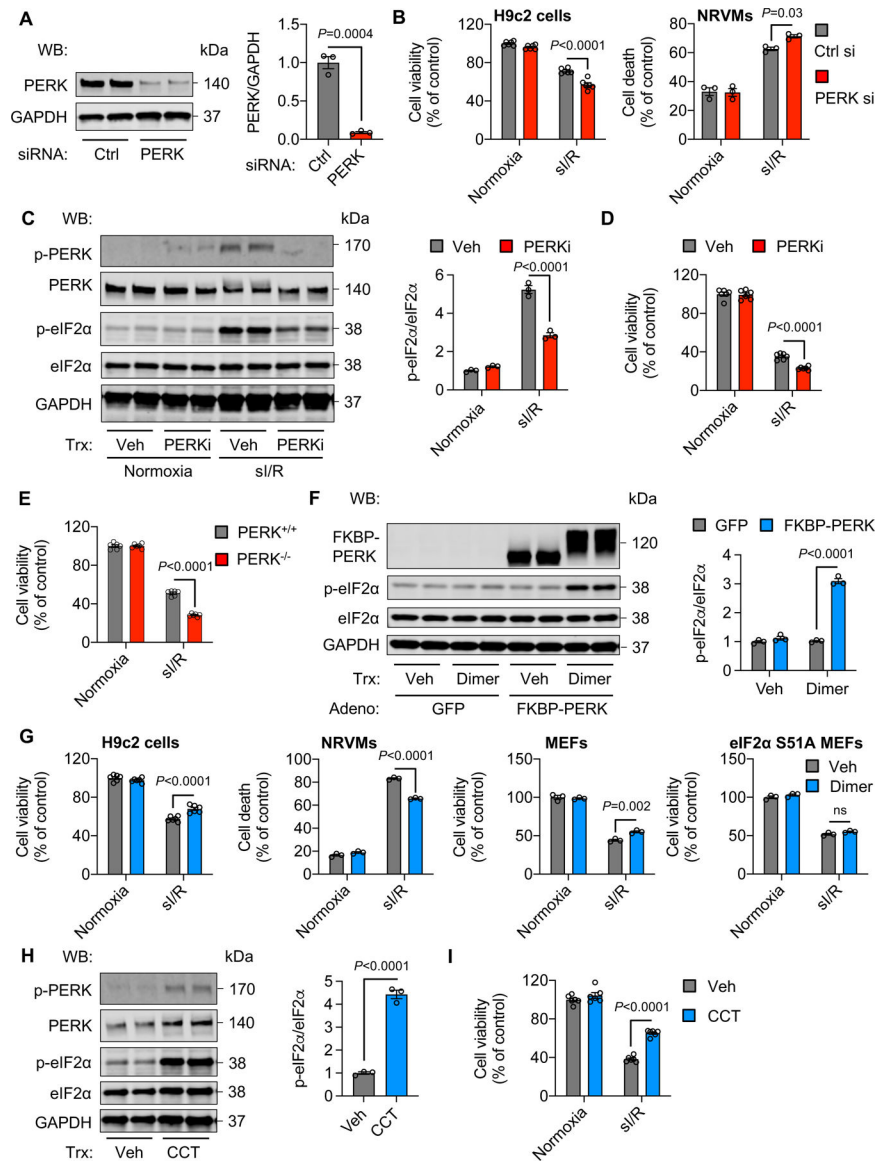 A
WB:
kDa
PERK
140
GAPDH
37
siRNA:
Ctrl
PERK
PERK/GAPDH
P=0.0004
1.5
1.0
0.5
0.0
siRNA:
Ctrl
PERK
B
H9c2 cells
Cell viability
(% of control)
120
80
40
0
P<0.0001
Normoxia
sI/R
NRVMs
Cell death
(% of control)
80
60
40
20
0
P=0.03
Normoxia
sI/R
Ctrl si
PERK si
C
WB:
kDa
p-PERK
170
PERK
140
p-eIF2α
38
eIF2α
38
GAPDH
37
Trx:
Veh
PERKi
Veh
PERKi
Normoxia
sI/R
Veh
PERKi
p-eIF2α/eIF2α
P<0.0001
6
4
2
0
Normoxia
sI/R
D
Veh
PERKi
Cell viability
(% of control)
120
80
40
0
P<0.0001
Normoxia
sI/R
E
Cell viability
(% of control)
120
80
40
0
PERK+/+
PERK-/-
P<0.0001
Normoxia
sI/R
F
WB:
kDa
FKBP-
PERK
120
p-eIF2α
38
eIF2α
38
GAPDH
37
Trx:
Veh
Dimer
Veh
Dimer
Adeno:
GFP
FKBP-PERK
GFP
FKBP-PERK
p-eIF2α/eIF2α
P<0.0001
4
3
2
1
0
Veh
Dimer
G
H9c2 cells
Cell viability
(% of control)
120
80
40
0
P<0.0001
Normoxia
sI/R
NRVMs
Cell death
(% of control)
100
80
60
40
20
0
P<0.0001
Normoxia
sI/R
MEFs
Cell viability
(% of control)
150
100
50
0
P=0.002
Normoxia
sI/R
eIF2α S51A MEFs
Cell viability
(% of control)
150
100
50
0
Veh
Dimer
ns
Normoxia
sI/R
H
WB:
kDa
p-PERK
170
PERK
140
p-eIF2α
38
eIF2α
38
GAPDH
37
Trx:
Veh
CCT
p-eIF2α/eIF2α
P<0.0001
5
4
3
2
1
0
Veh
CCT
I
Cell viability
(% of control)
120
80
40
0
Veh
CCT
P<0.0001
Normoxia
sI/R